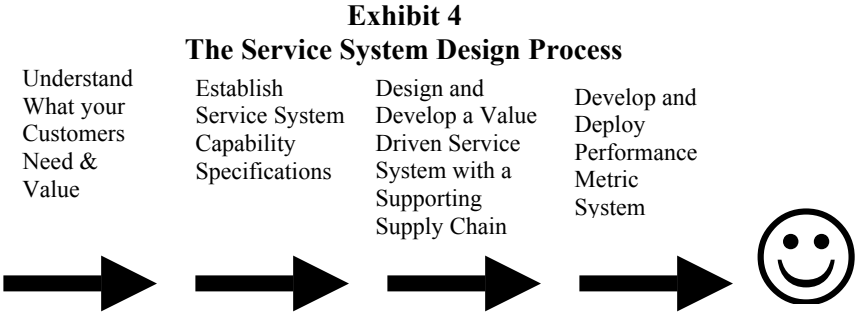 Exhibit 4
The Service System Design Process
Understand
What your
Customers
Need &
Value
Establish
Service System
Capability
Specifications
Design and
Develop a Value
Driven Service
System with a
Supporting
Supply Chain
Develop and
Deploy
Performance
Metric
System